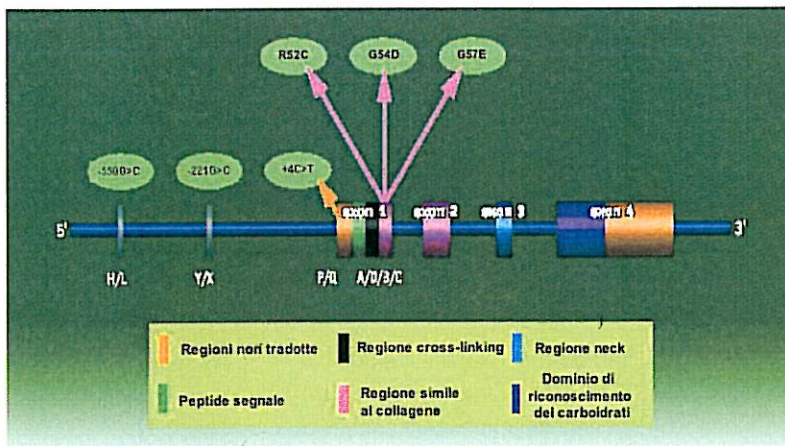 R52C G54D G57E
-550G>C -221G>C +4C>T
exon 1 exon 2 exon 3 exon 4
5' 3'
H/L Y/X P/Q A/D/B/C
Regioni non tradotte
Regione cross-linking
Regione neck
Peptide segnale
Regione simile
al collagene
Dominio di
riconoscimento
dei carboidrati